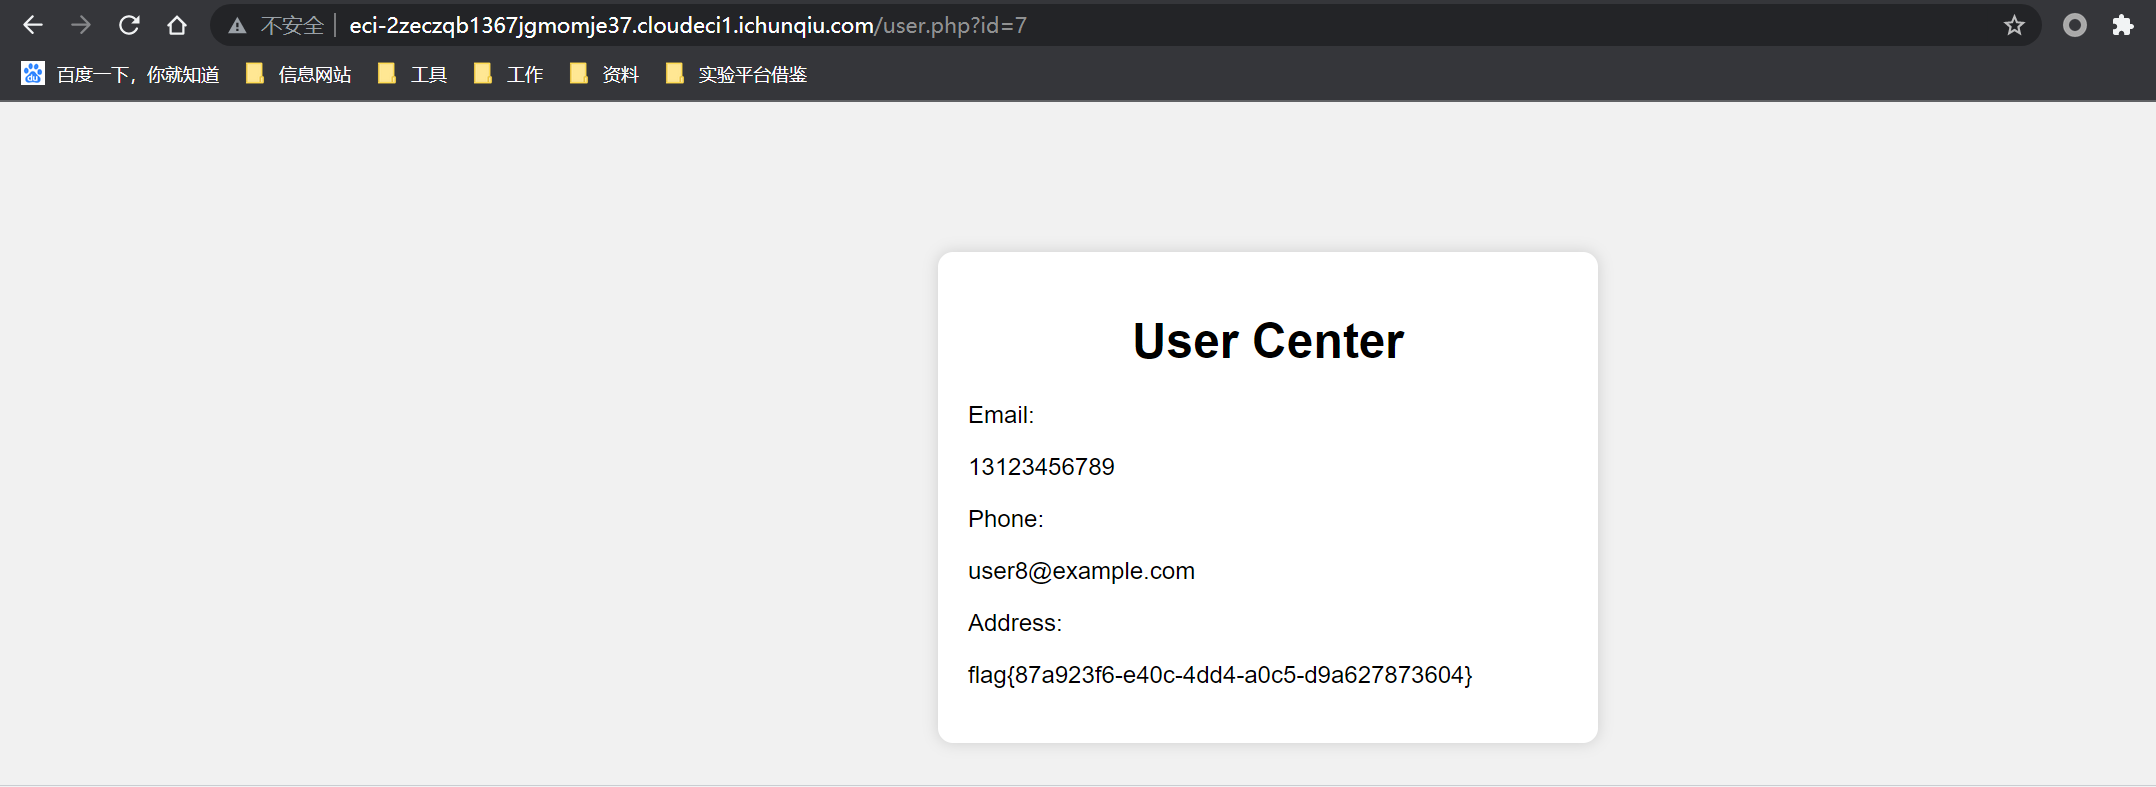 不安全 eci-2zeczqb1367jgmomje37.cloudeci1.ichunqiu.com/user.php?id=7
du 百度一下，你就知道 信息网站 工具 工作 资料 实验平台借鉴
User Center
Email:
13123456789
Phone:
user8@example.com
Address:
flag{87a923f6-e40c-4dd4-a0c5-d9a627873604}